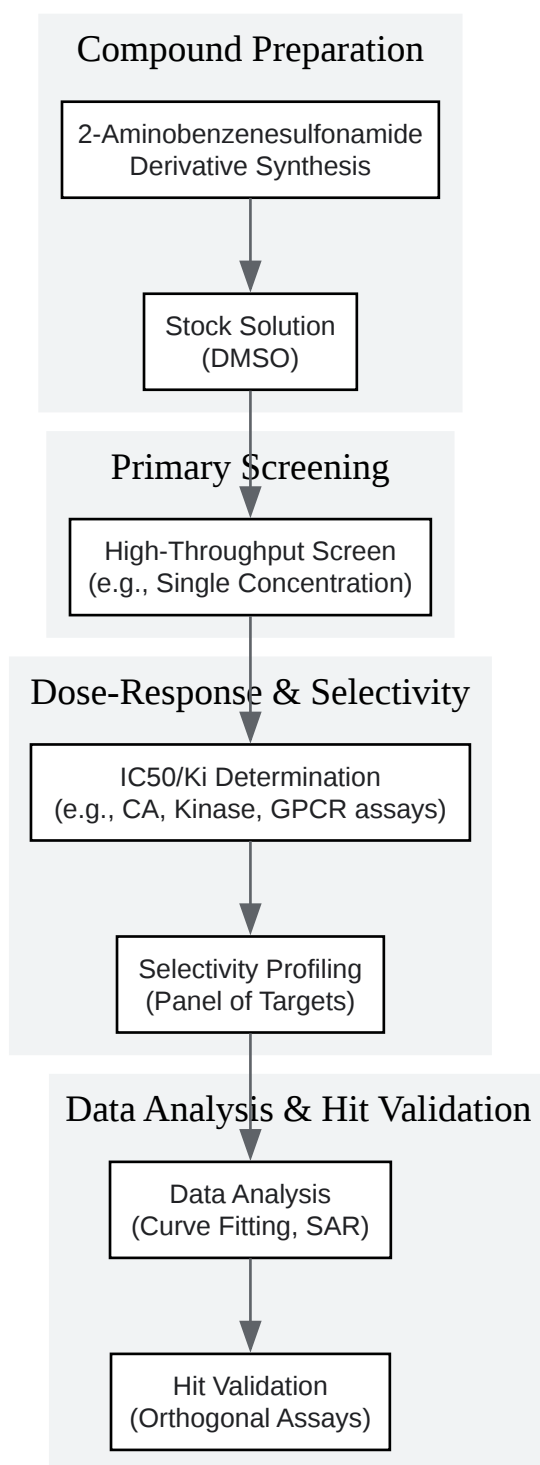 Compound Preparation
2-Aminobenzenesulfonamide
Derivative Synthesis
Stock Solution
(DMSO)
Primary Screening
High-Throughput Screen
(e.g., Single Concentration)
Dose-Response & Selectivity
IC50/Ki Determination
(e.g., CA, Kinase, GPCR assays)
Selectivity Profiling
(Panel of Targets)
Data Analysis & Hit Validation
Data Analysis
(Curve Fitting, SAR)
Hit Validation
(Orthogonal Assays)